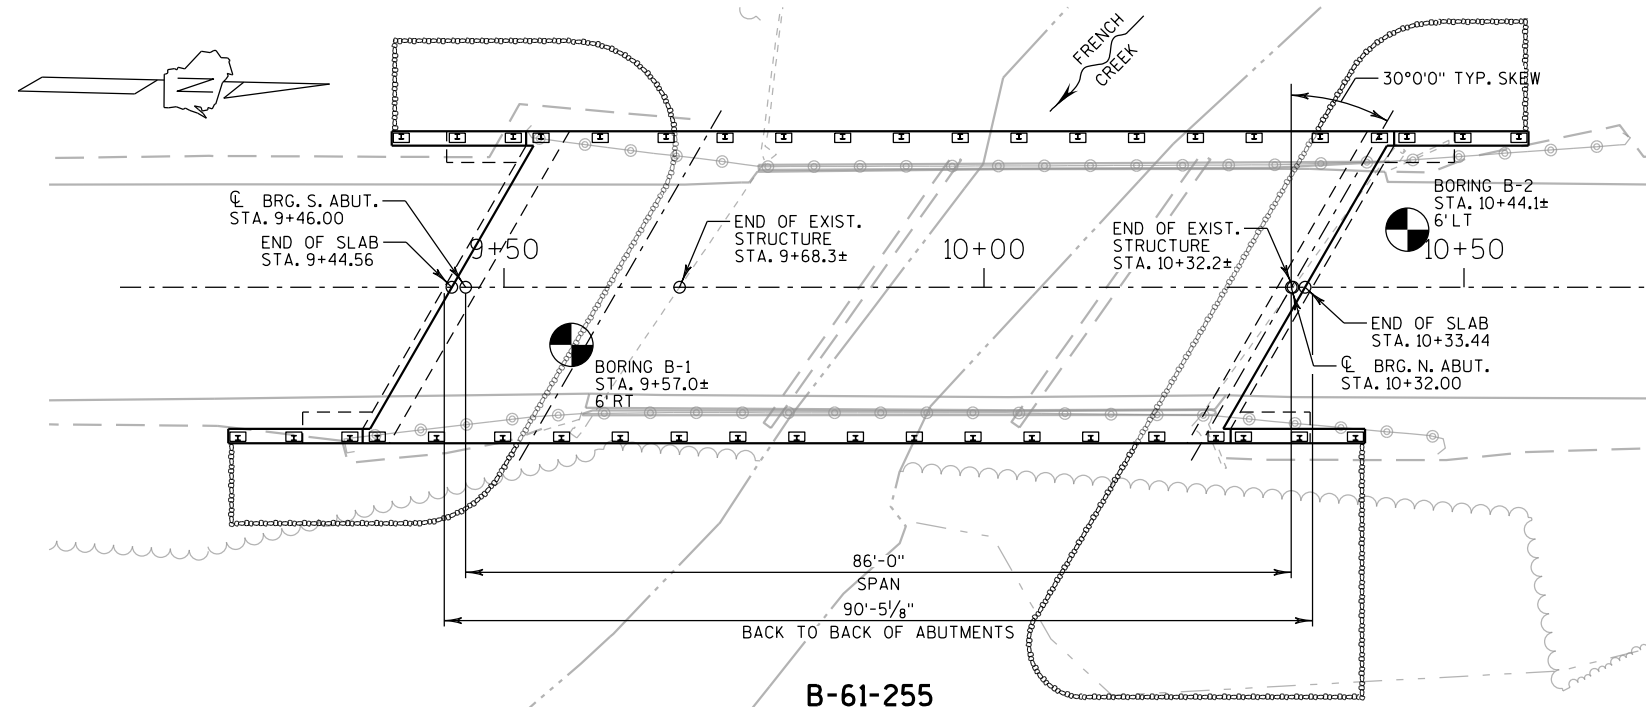 FRENCH
CREEK
30°0'0" TYP. SKEW
N
℄ BRG. S. ABUT.
STA. 9+46.00
END OF SLAB
STA. 9+44.56
9+50
END OF EXIST.
STRUCTURE
STA. 9+68.3±
10+00
END OF EXIST.
STRUCTURE
STA. 10+32.2±
BORING B-2
STA. 10+44.1±
6' LT
10+50
END OF SLAB
STA. 10+33.44
℄ BRG. N. ABUT.
STA. 10+32.00
BORING B-1
STA. 9+57.0±
6' RT
86'-0"
SPAN
90'-5⅛"
BACK TO BACK OF ABUTMENTS
B-61-255